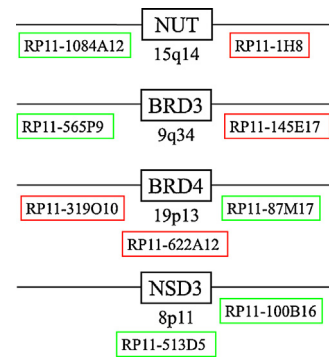 NUT
RP11-1084A12 15q14 RP11-1H8
BRD3
RP11-565P9 9q34 RP11-145E17
BRD4
RP11-319O10 19p13 RP11-87M17
RP11-622A12
NSD3
8p11 RP11-100B16
RP11-513D5